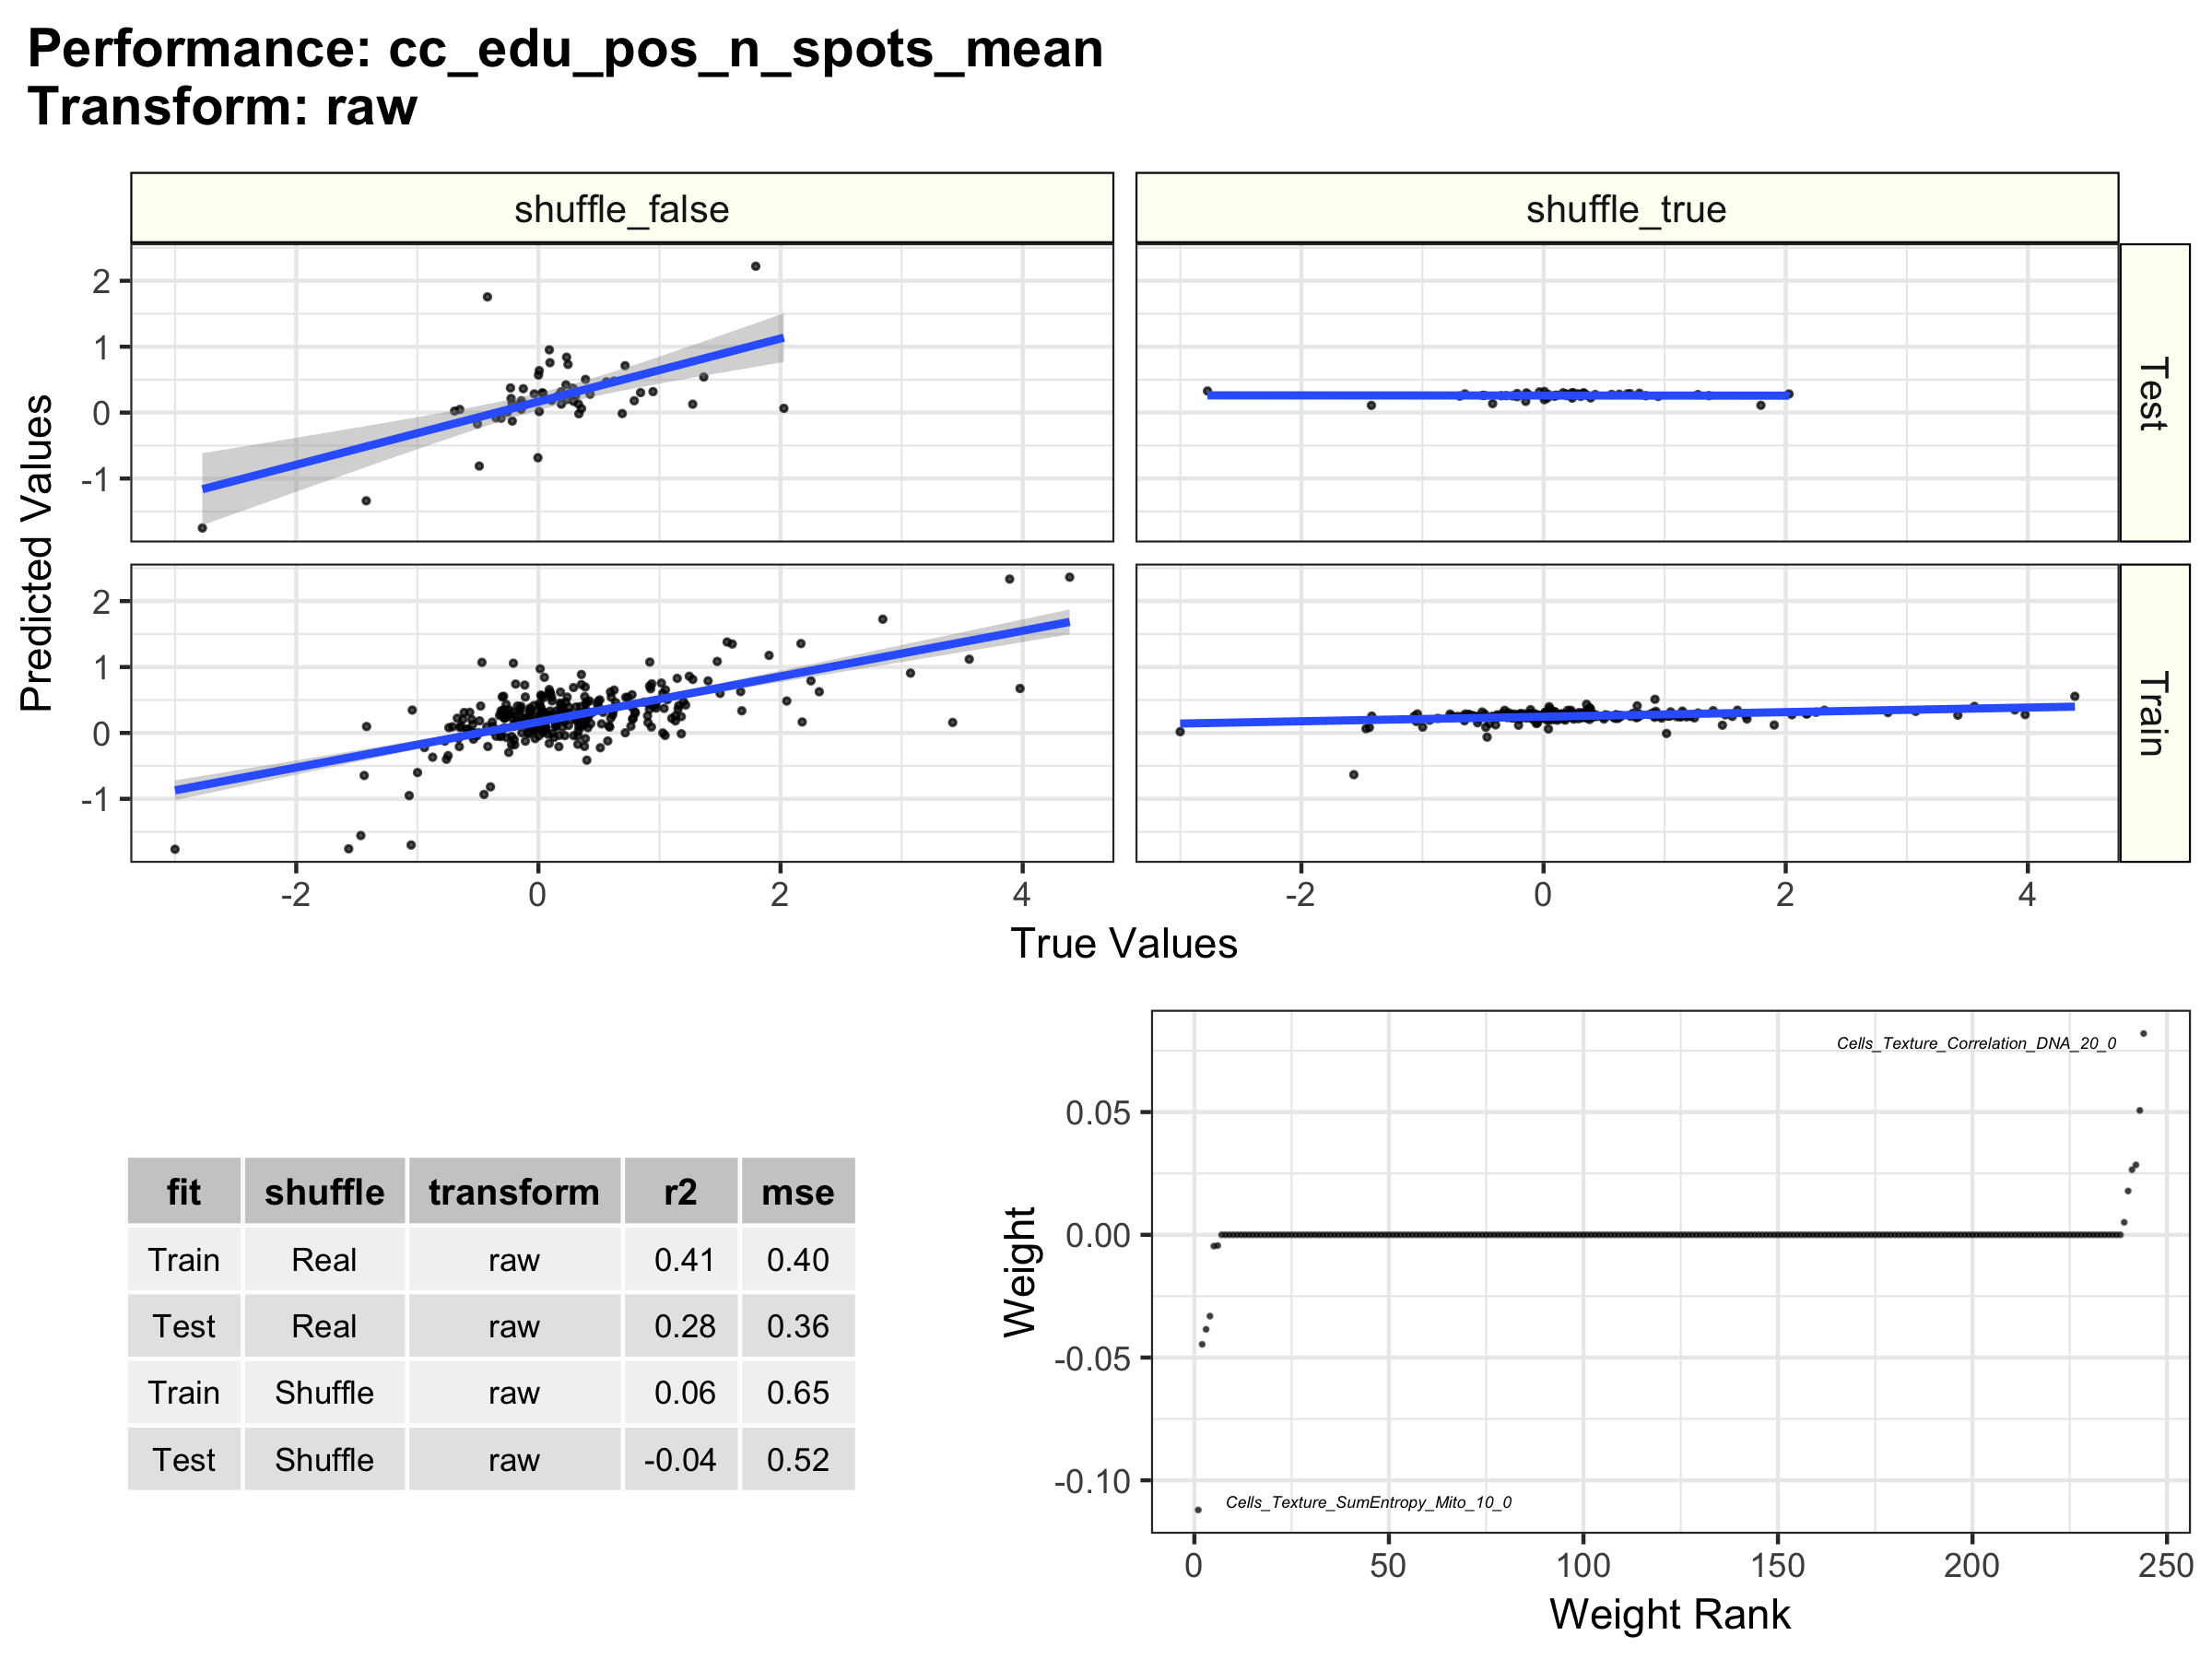 Performance: cc_edu_pos_n_spots_mean
Transform: raw
shuffle_false
shuffle_true
2
1
0
-1
Test
2
1
0
-1
Train
Predicted Values
-2
0
2
4
-2
0
2
4
True Values
fit shuffle transform r2 mse
Train Real raw 0.41 0.40
Test Real raw 0.28 0.36
Train Shuffle raw 0.06 0.65
Test Shuffle raw -0.04 0.52
Cells_Texture_Correlation_DNA_20_0
0.05
0.00
-0.05
-0.10
Weight
Cells_Texture_SumEntropy_Mito_10_0
0
50
100
150
200
250
Weight Rank